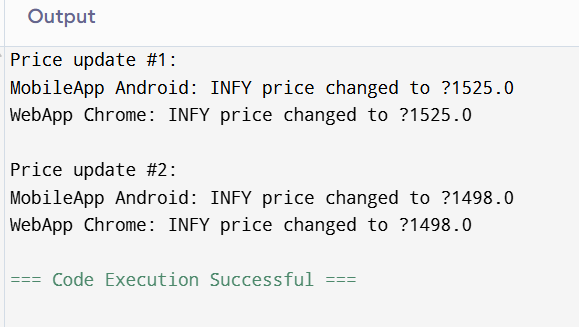 Output
Price update #1:
MobileApp Android: INFY price changed to ?1525.0
WebApp Chrome: INFY price changed to ?1525.0
Price update #2:
MobileApp Android: INFY price changed to ?1498.0
WebApp Chrome: INFY price changed to ?1498.0
=== Code Execution Successful ===